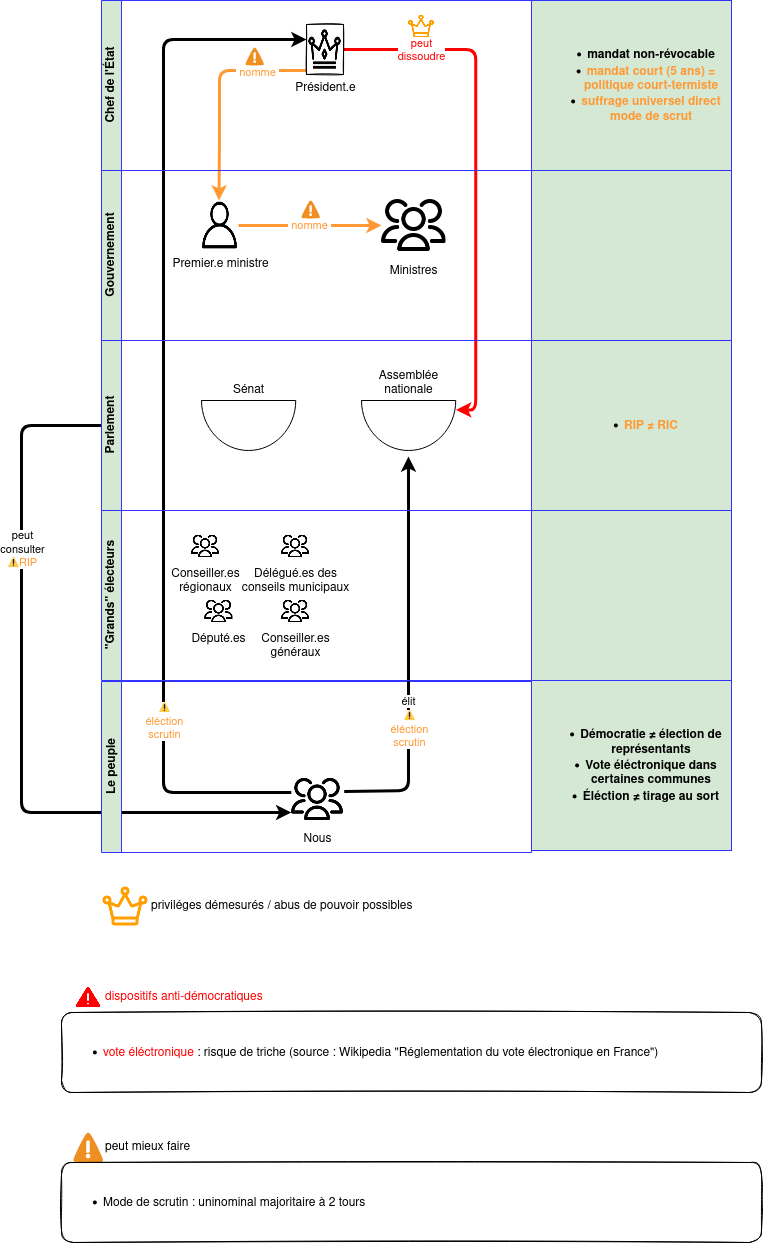 Chef de l'État
peut
dissoudre
nomme
Président.e
mandat non-révocable
mandat court (5 ans) =
politique court-termiste
suffrage universel direct
mode de scrut
Gouvernement
nomme
Premier.e ministre
Ministres
Parlement
Sénat
Assemblée
nationale
RIP ≠ RIC
peut
consulter
RIP
"Grands" électeurs
Conseiller.es
régionaux
Délégué.es des
conseils municipaux
Député.es
Conseiller.es
généraux
Le peuple
éléction
scrutin
élit
éléction
scrutin
Nous
Démocratie ≠ élection de
représentants
Vote éléctronique dans
certaines communes
Éléction ≠ tirage au sort
priviléges démesurés / abus de pouvoir possibles
dispositifs anti-démocratiques
vote éléctronique : risque de triche (source : Wikipedia "Réglementation du vote électronique en France")
peut mieux faire
Mode de scrutin : uninominal majoritaire à 2 tours